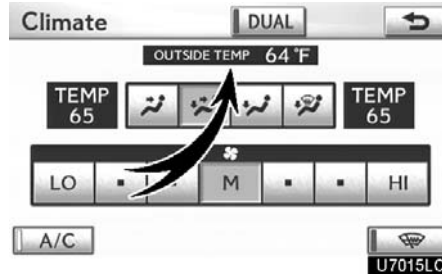 Climate DUAL
OUTSIDE TEMP 64°F
TEMP 65 TEMP 65
LO M HI
A/C
U7015LC